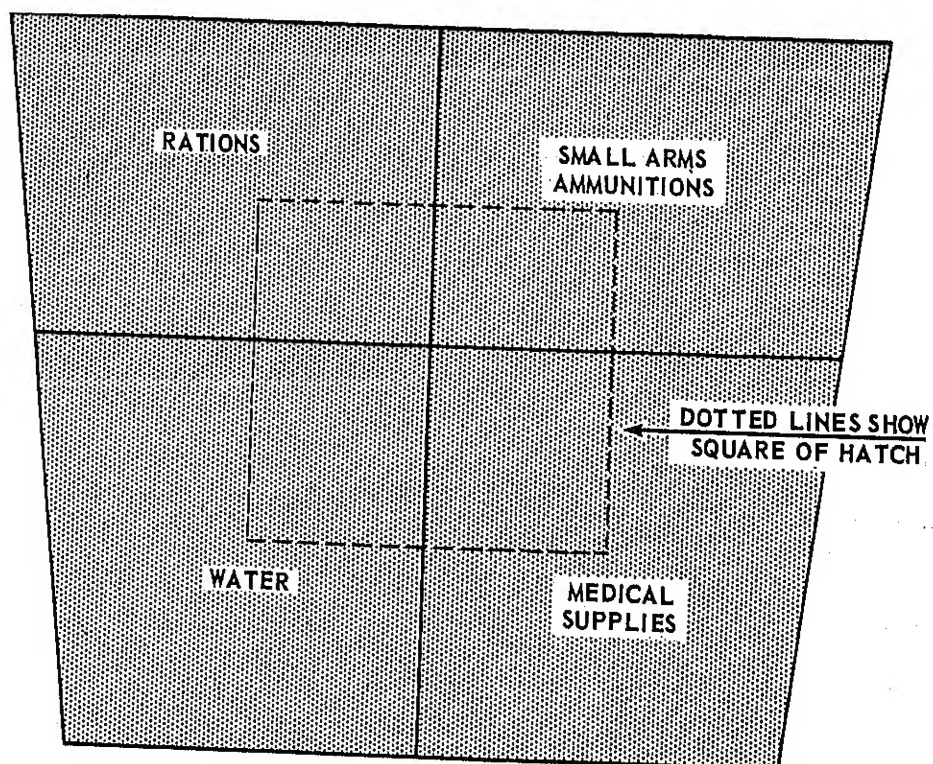 RATIONS
SMALL ARMS
AMMUNITIONS
DOTTED LINES SHOW
SQUARE OF HATCH
WATER
MEDICAL
SUPPLIES